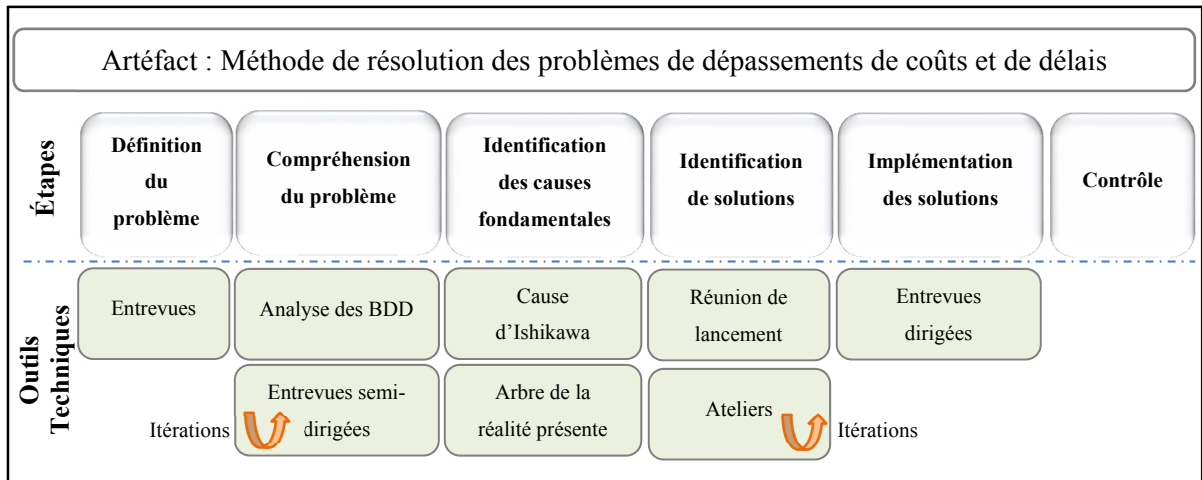 Artéfact : Méthode de résolution des problèmes de dépassements de coûts et de délais
Étapes
Définition
du
problème
Compréhension
du problème
Identification
des causes
fondamentales
Identification
de solutions
Implémentation
des solutions
Contrôle
Outils
Techniques
Entrevues
Analyse des BDD
Cause
d’Ishikawa
Réunion de
lancement
Entrevues
dirigées
Itérations
Entrevues semi-
dirigées
Arbre de la
réalité présente
Ateliers
Itérations